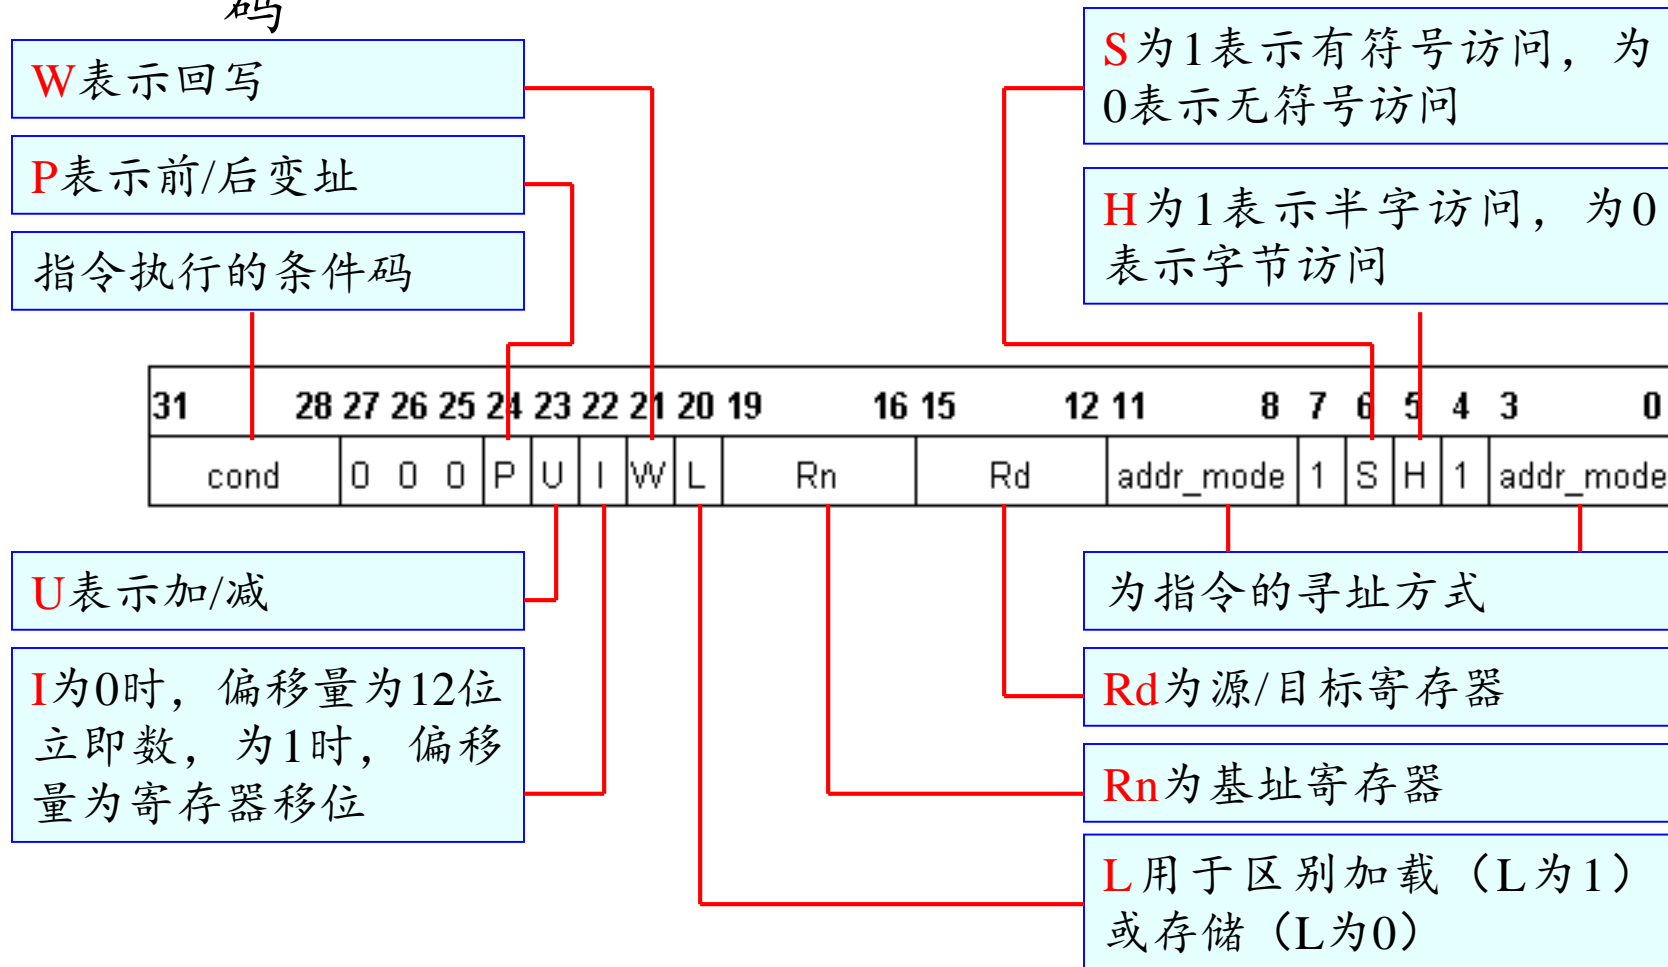 码
W表示回写
P表示前/后变址
指令执行的条件码
S为1表示有符号访问，为
0表示无符号访问
H为1表示半字访问，为0
表示字节访问
31 28 27 26 25 24 23 22 21 20 19 16 15 12 11 8 7 6 5 4 3 0
cond 0 0 0 P U I W L Rn Rd addr_mode 1 S H 1 addr_mode
U表示加/减
I为0时，偏移量为12位
立即数，为1时，偏移
量为寄存器移位
为指令的寻址方式
Rd为源/目标寄存器
Rn为基址寄存器
L用于区别加载（L为1）
或存储（L为0）